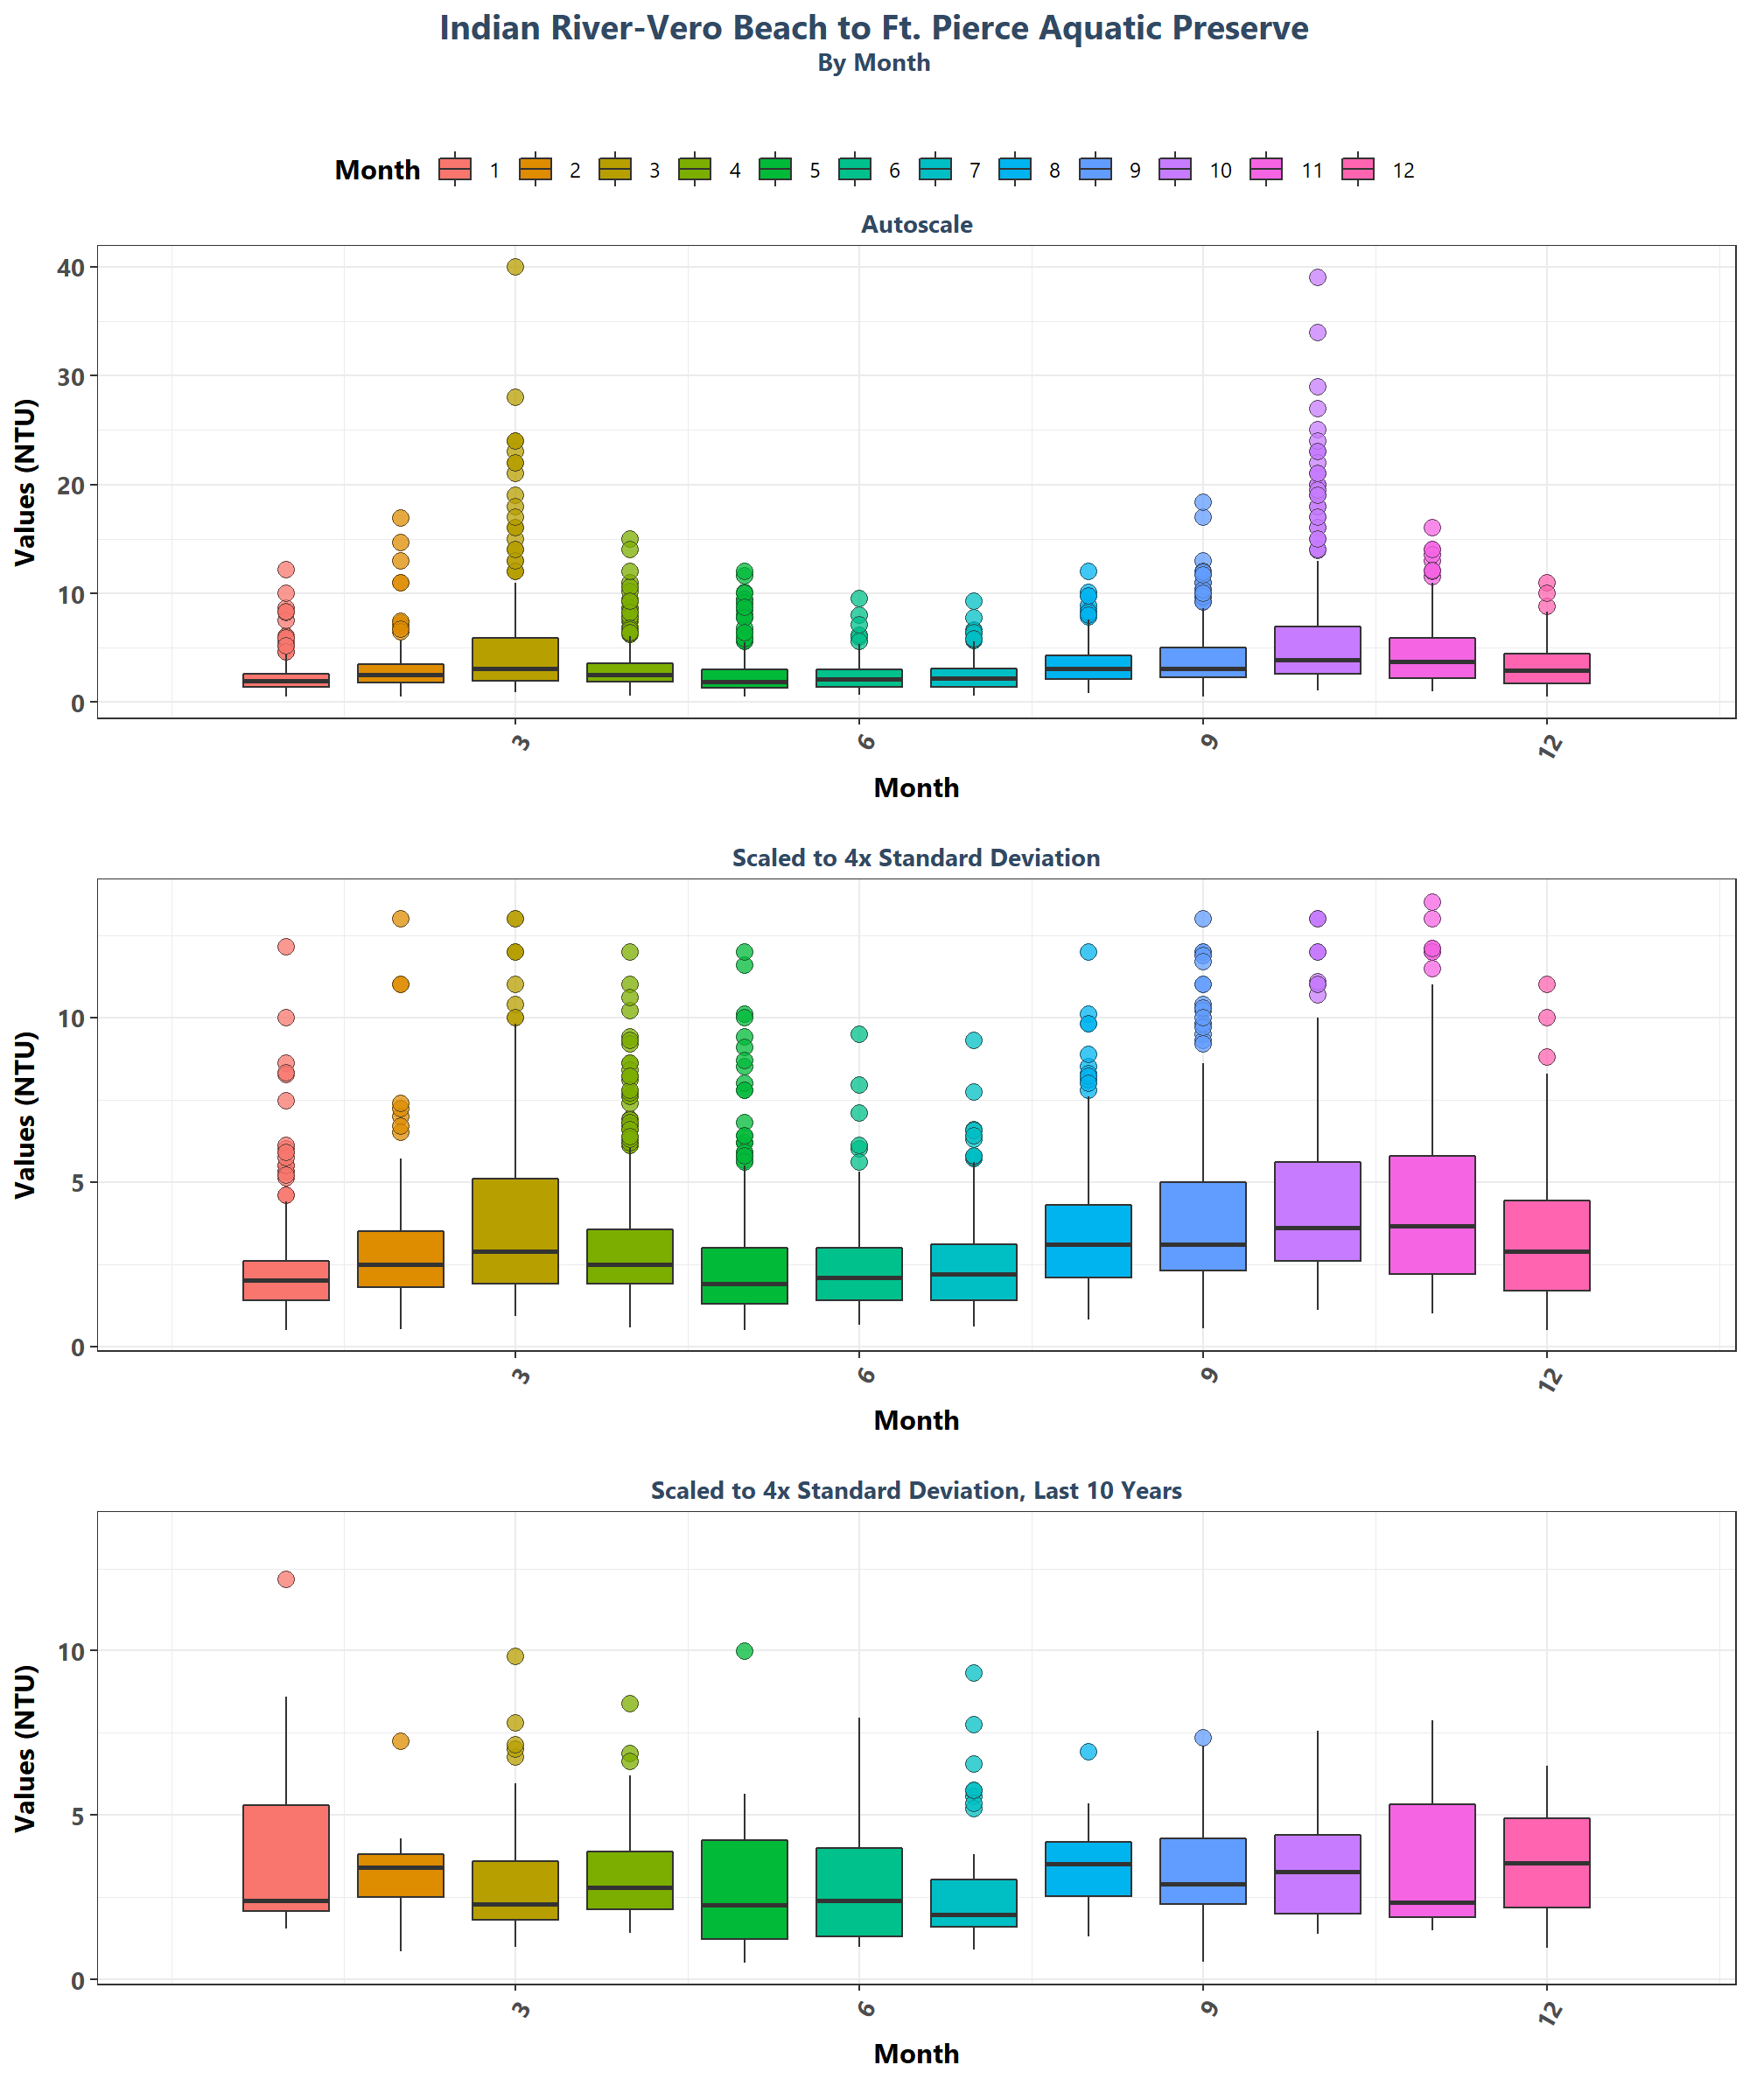 Indian River-Vero Beach to Ft. Pierce Aquatic Preserve
By Month
Month 1 2 3 4 5 6 7 8 9 10 11 12
Autoscale
Values (NTU)
40
30
20
10
0
3 6 9 12
Month
Scaled to 4x Standard Deviation
Values (NTU)
10
5
0
3 6 9 12
Month
Scaled to 4x Standard Deviation, Last 10 Years
Values (NTU)
10
5
0
3 6 9 12
Month